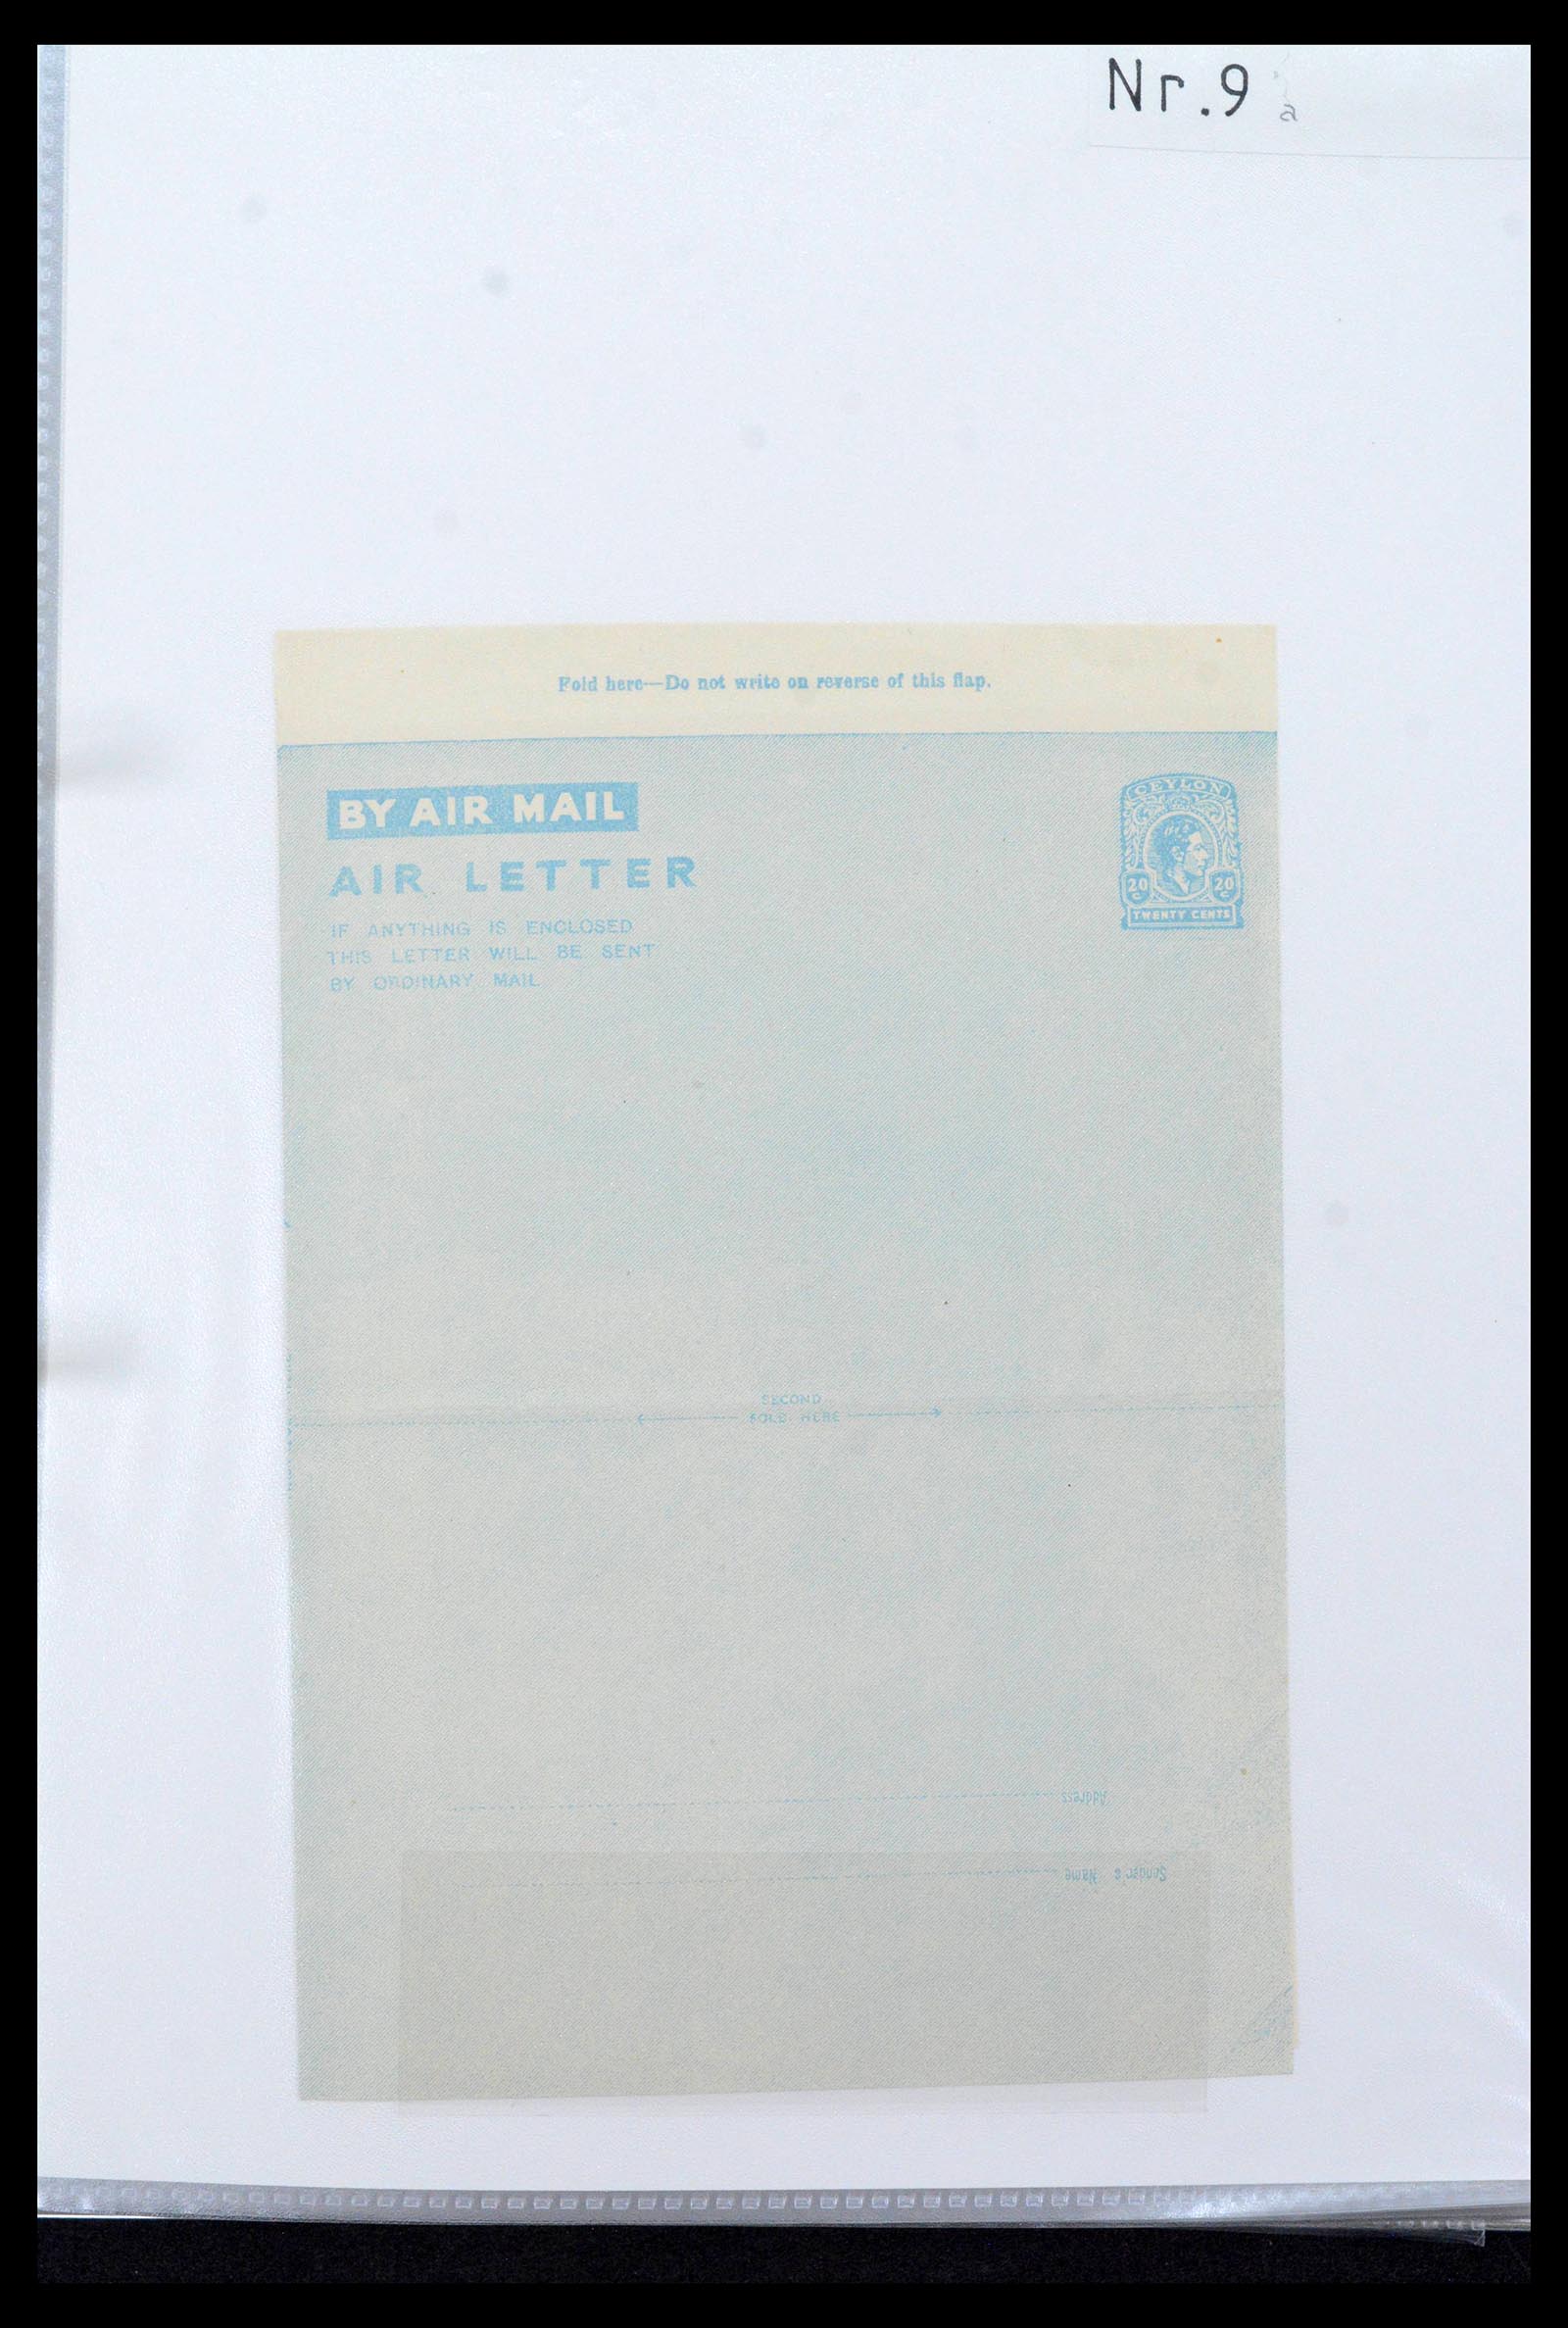 Nr.9 a
Fold here—Do not write on reverse of this flap.
BY AIR MAIL
AIR LETTER
IF ANYTHING IS ENCLOSED
THIS LETTER WILL BE SENT
BY ORDINARY MAIL
CEYLON
20 C 20 C
TWENTY CENTS
SECOND
FOLD HERE
Address
Sender's Name